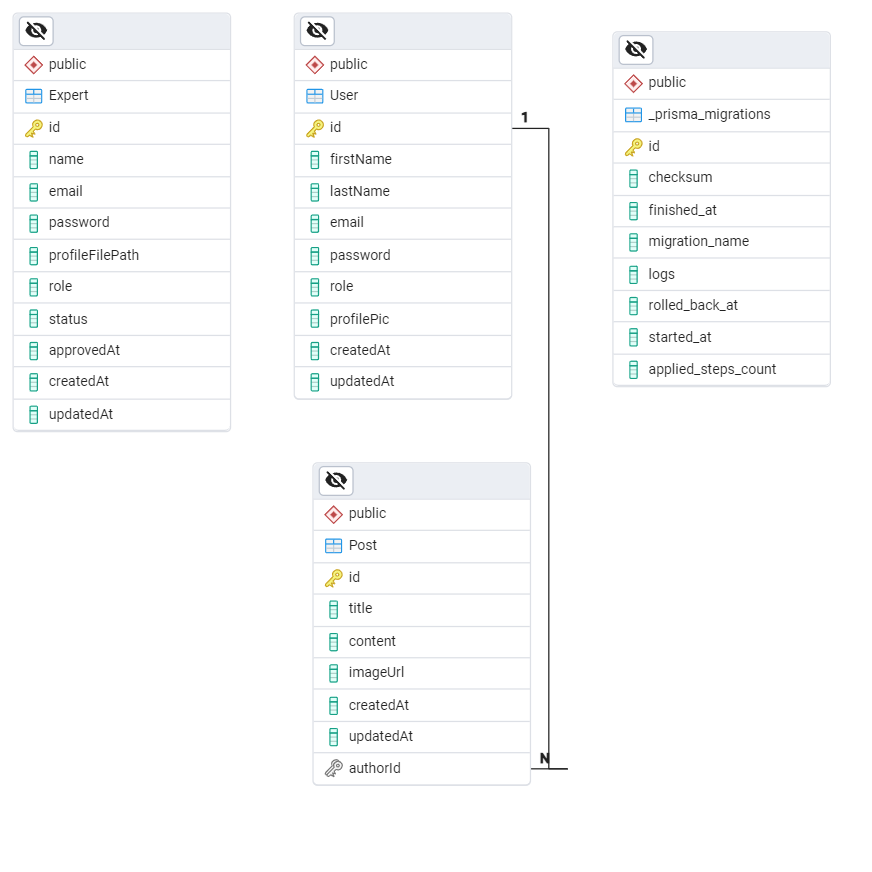 public
Expert
id
name
email
password
profileFilePath
role
status
approvedAt
createdAt
updatedAt
public
User
id
firstName
lastName
email
password
role
profilePic
createdAt
updatedAt
1
public
_prisma_migrations
id
checksum
finished_at
migration_name
logs
rolled_back_at
started_at
applied_steps_count
public
Post
id
title
content
imageUrl
createdAt
updatedAt
authorId
N